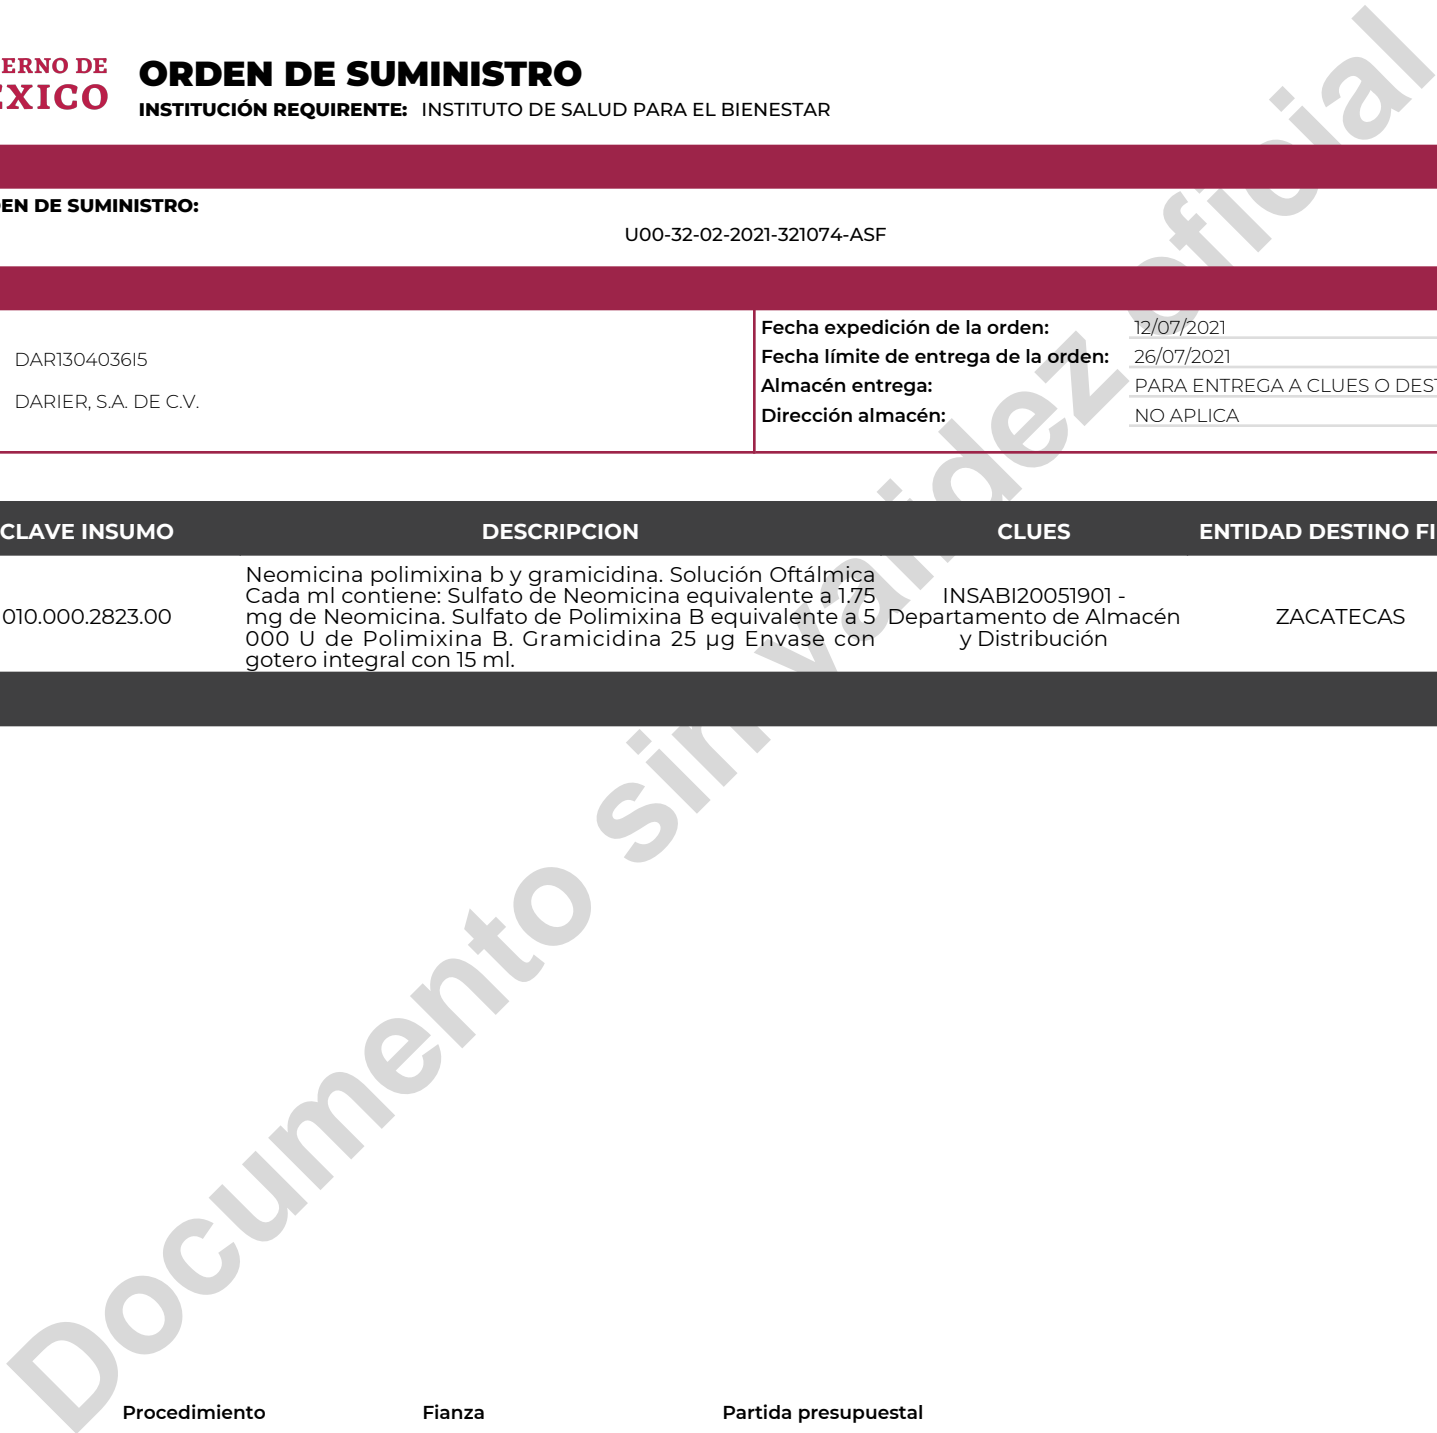 ERNO DE
EXICO
ORDEN DE SUMINISTRO
INSTITUCIÓN REQUIRENTE: INSTITUTO DE SALUD PARA EL BIENESTAR
EN DE SUMINISTRO:
U00-32-02-2021-321074-ASF
DAR1304036I5
DARIER, S.A. DE C.V.
Fecha expedición de la orden: 12/07/2021
Fecha límite de entrega de la orden: 26/07/2021
Almacén entrega: PARA ENTREGA A CLUES O DEST
Dirección almacén: NO APLICA
CLAVE INSUMO DESCRIPCION CLUES ENTIDAD DESTINO FI
010.000.2823.00
Neomicina polimixina b y gramicidina. Solución Oftálmica
Cada ml contiene: Sulfato de Neomicina equivalente a 1.75
mg de Neomicina. Sulfato de Polimixina B equivalente a 5
000 U de Polimixina B. Gramicidina 25 µg Envase con
gotero integral con 15 ml.
INSABI20051901 -
Departamento de Almacén
y Distribución
ZACATECAS
Documento sin validez oficial
Procedimiento Fianza Partida presupuestal